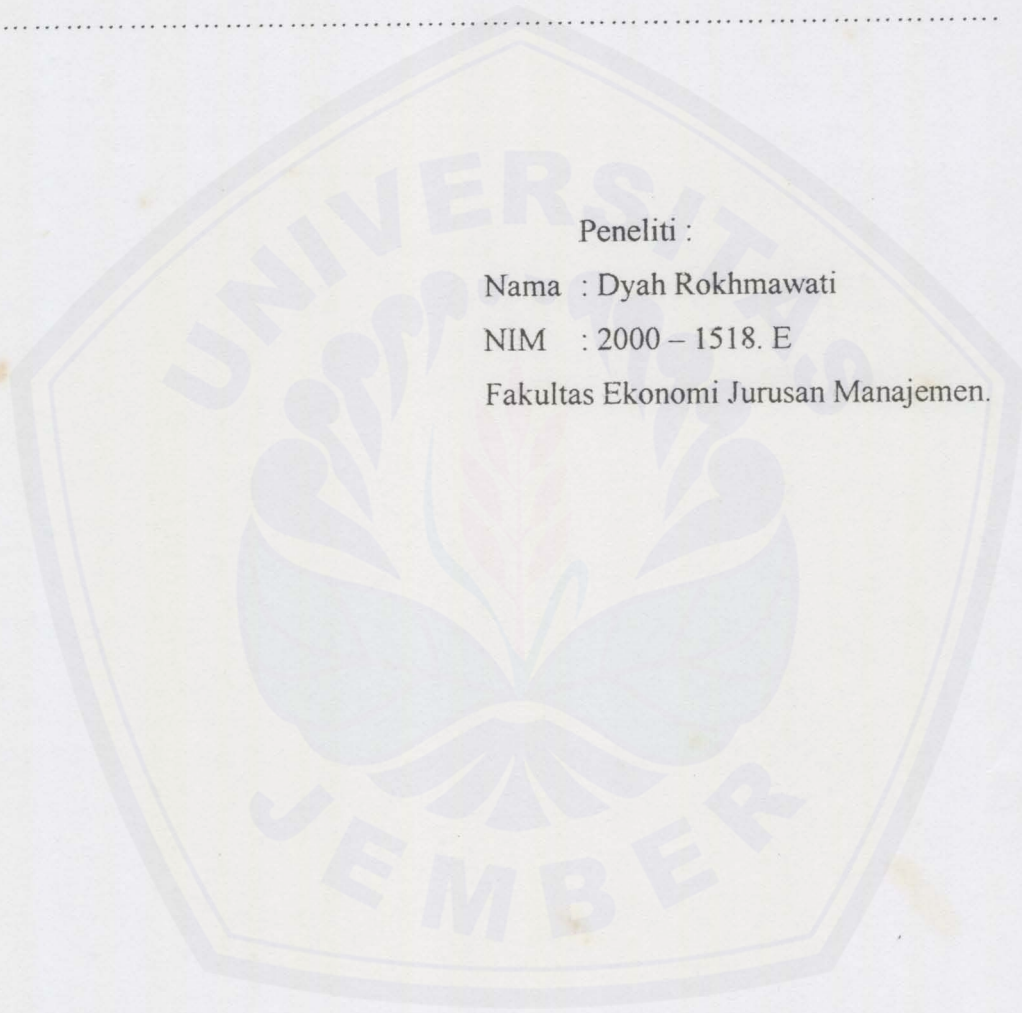 ........................................................................................................
Peneliti :
Nama : Dyah Rokhmawati
NIM : 2000 – 1518. E
Fakultas Ekonomi Jurusan Manajemen.
UNIVERSITAS
JEMBER